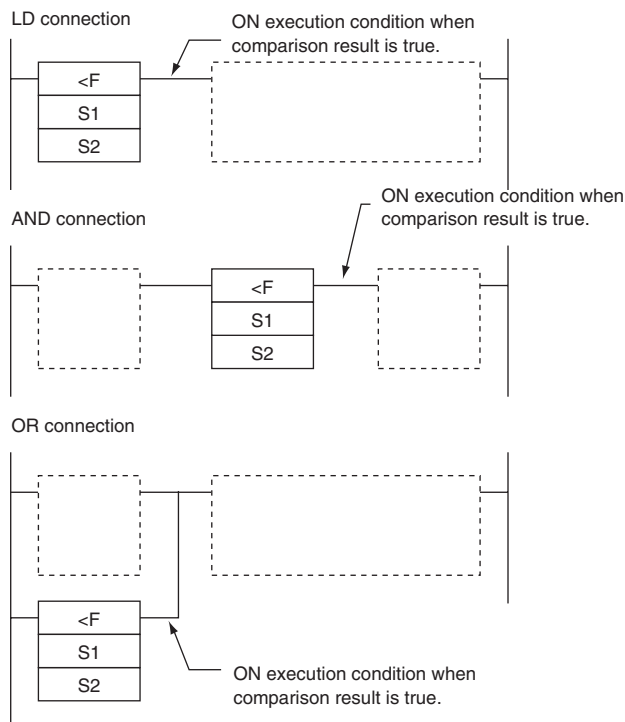 LD connection
ON execution condition when
comparison result is true.
<F
S1
S2
AND connection
ON execution condition when
comparison result is true.
<F
S1
S2
OR connection
<F
S1
S2
ON execution condition when
comparison result is true.